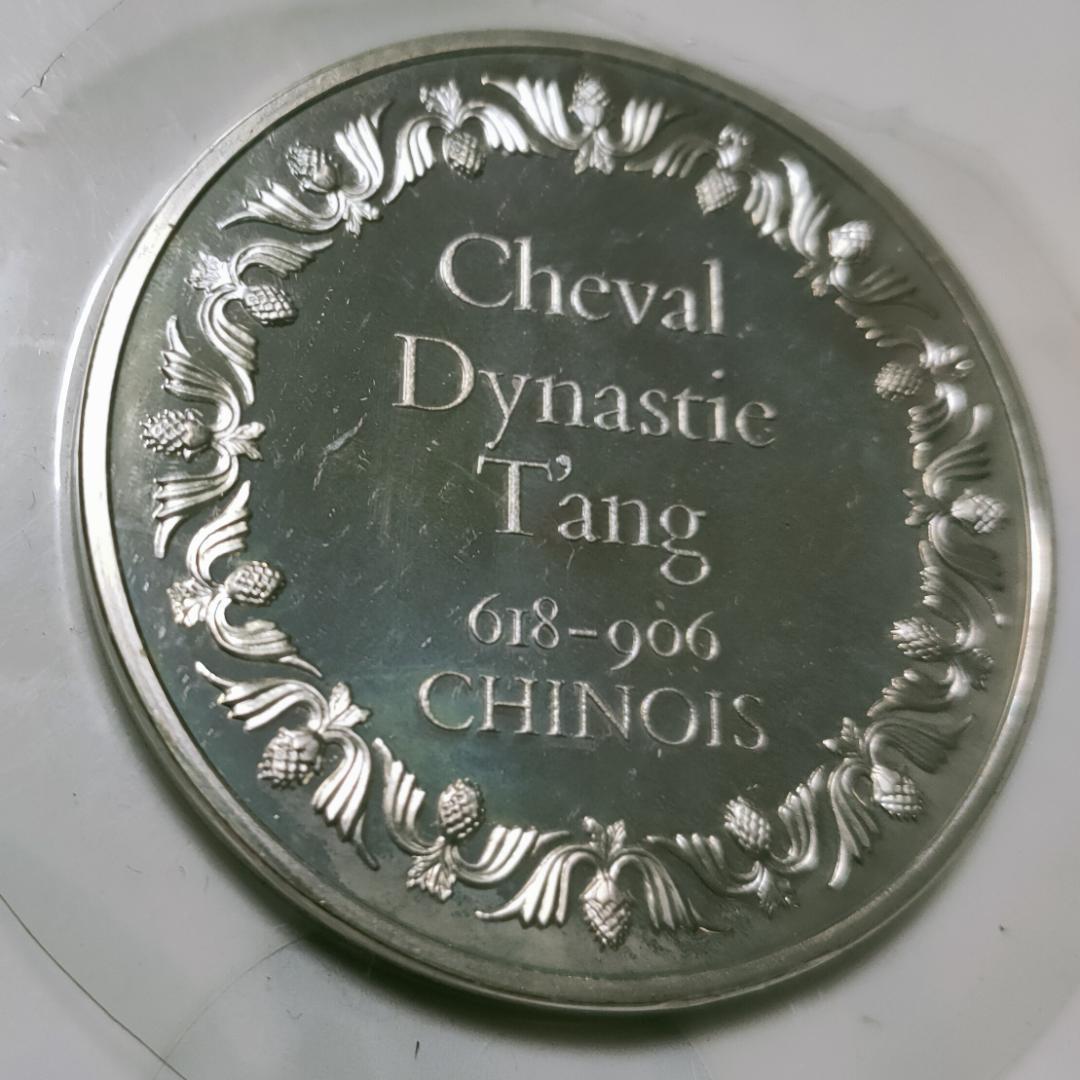 Cheval
Dynastie
T'ang
618-906
CHINOIS